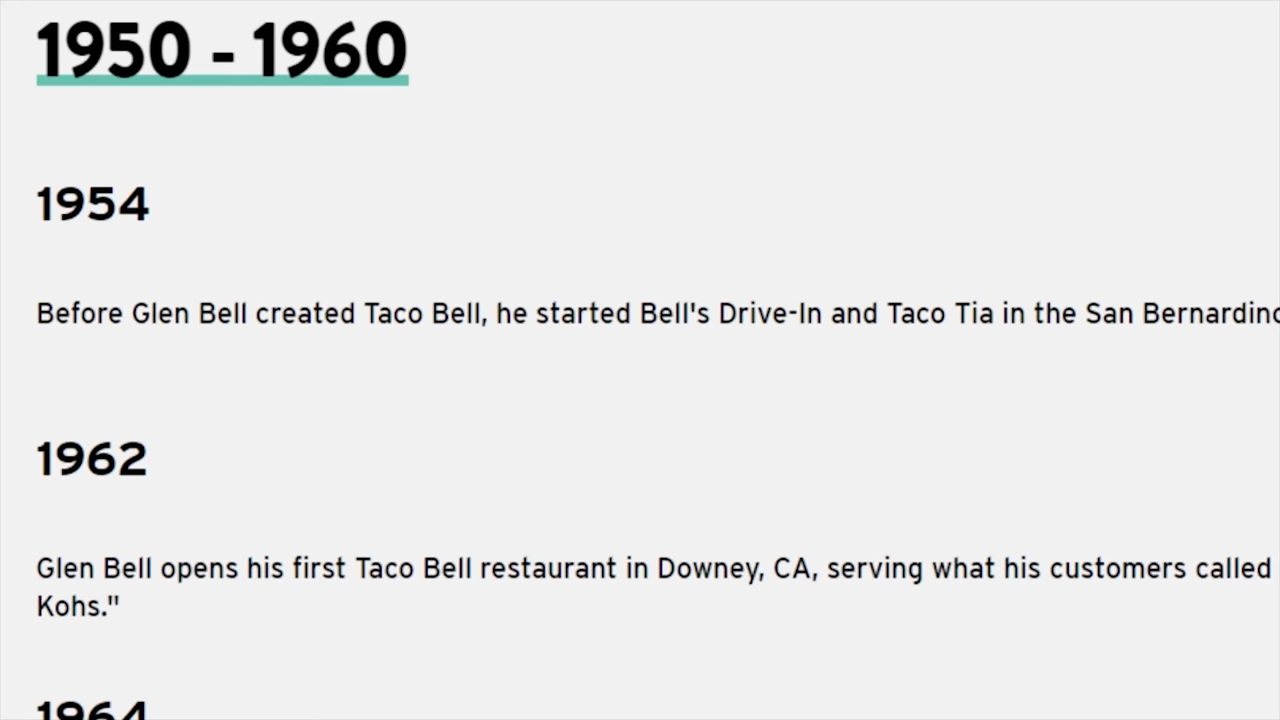 1950 - 1960
1954
Before Glen Bell created Taco Bell, he started Bell's Drive-In and Taco Tia in the San Bernardino
1962
Glen Bell opens his first Taco Bell restaurant in Downey, CA, serving what his customers called
Kohs."
1964